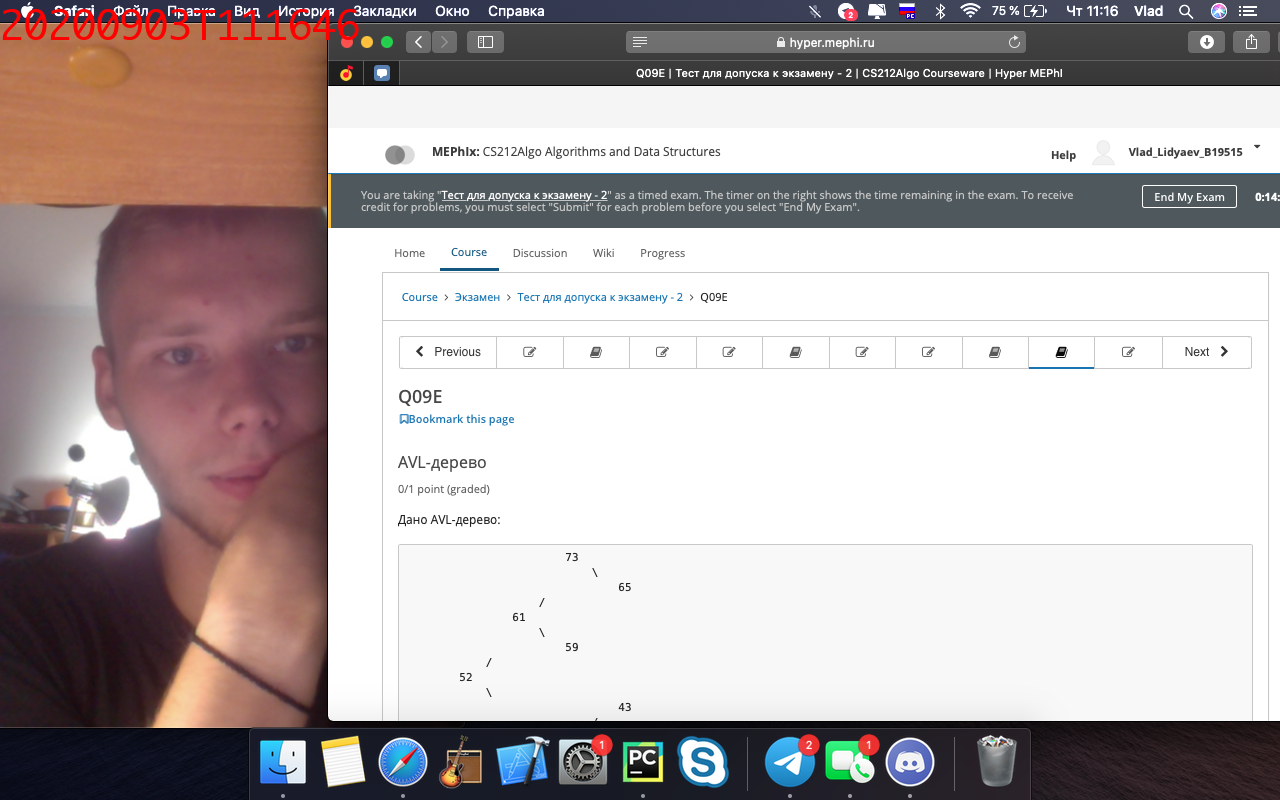 20200903T111646
Safari Файл Правка Вид История Закладки Окно Справка
2 РС 75 % Чт 11:16 Vlad
hyper.mephi.ru
Q09E | Тест для допуска к экзамену - 2 | CS212Algo Courseware | Hyper MEPhI
MEPhIx: CS212Algo Algorithms and Data Structures
Help Vlad_Lidyaev_B19515
You are taking "Тест для допуска к экзамену - 2" as a timed exam. The timer on the right shows the time remaining in the exam. To receive
credit for problems, you must select "Submit" for each problem before you select "End My Exam".
End My Exam 0:14:
Home Course Discussion Wiki Progress
Course > Экзамен > Тест для допуска к экзамену - 2 > Q09E
Previous Next
Q09E
Bookmark this page
AVL-дерево
0/1 point (graded)
Дано AVL-дерево:
73
\
65
/
61
\
59
/
52
\
43
/
1 PC 2 1